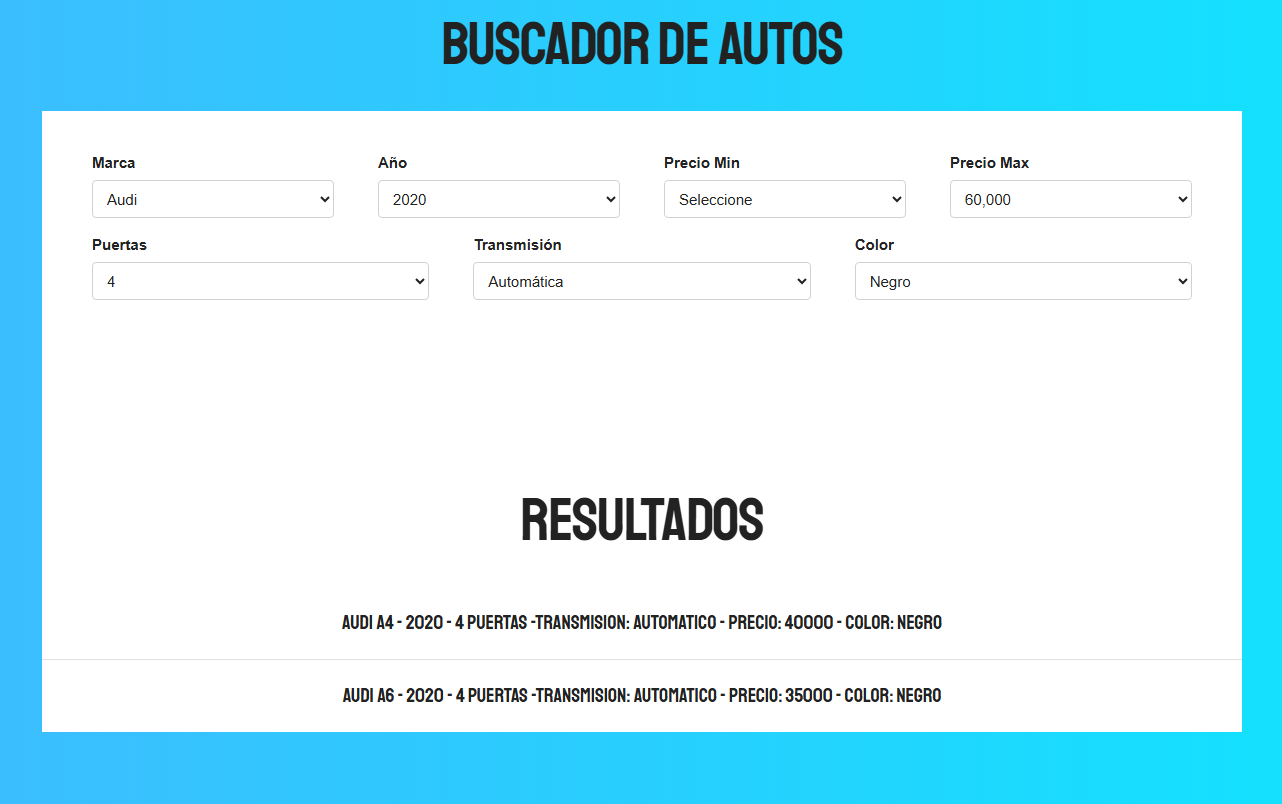 BUSCADOR DE AUTOS
Marca Año Precio Min Precio Max
Audi 2020 Seleccione 60,000
Puertas Transmisión Color
4 Automática Negro
RESULTADOS
AUDI A4 - 2020 - 4 PUERTAS -TRANSMISION: AUTOMATICO - PRECIO: 40000 - COLOR: NEGRO
AUDI A6 - 2020 - 4 PUERTAS -TRANSMISION: AUTOMATICO - PRECIO: 35000 - COLOR: NEGRO